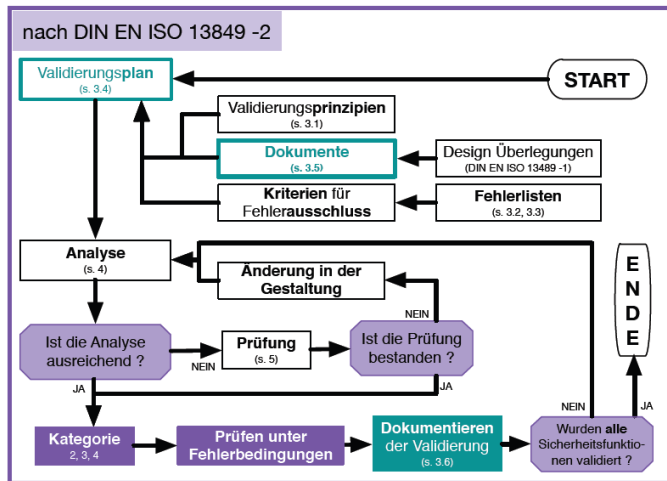 nach DIN EN ISO 13849 -2
Validierungsplan
(s. 3.4)
START
Validierungsprinzipien
(s. 3.1)
Dokumente
(s. 3.5)
Design Überlegungen
(DIN EN ISO 13489 -1)
Kriterien für
Fehlerausschluss
Fehlerlisten
(s. 3.2, 3.3)
Analyse
(s. 4)
Änderung in der
Gestaltung
ENDE
NEIN
Ist die Analyse
ausreichend ?
NEIN
Prüfung
(s. 5)
Ist die Prüfung
bestanden ?
JA
JA
NEIN
JA
Kategorie
2, 3, 4
Prüfen unter
Fehlerbedingungen
Dokumentieren
der Validierung
(s. 3.6)
Wurden alle
Sicherheitsfunktio-
nen validiert ?